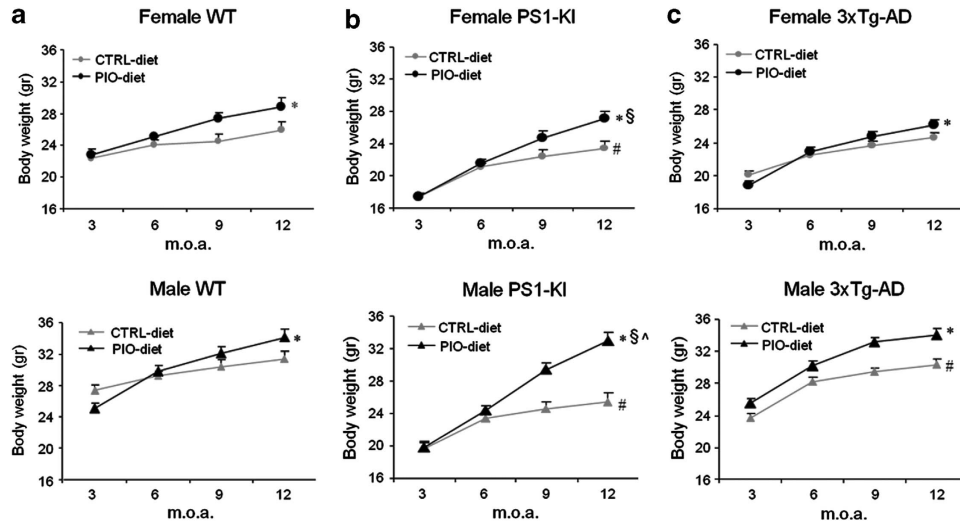 a
Female WT
CTRL-diet
PIO-diet
Body weight (gr)
36
32
28
24
20
16
*
3 6 9 12
m.o.a.
b
Female PS1-KI
CTRL-diet
PIO-diet
Body weight (gr)
36
32
28
24
20
16
*§
#
3 6 9 12
m.o.a.
c
Female 3xTg-AD
CTRL-diet
PIO-diet
Body weight (gr)
36
32
28
24
20
16
*
3 6 9 12
m.o.a.
Male WT
CTRL-diet
PIO-diet
Body weight (gr)
36
32
28
24
20
16
*
3 6 9 12
m.o.a.
Male PS1-KI
CTRL-diet
PIO-diet
Body weight (gr)
36
32
28
24
20
16
*§^
#
3 6 9 12
m.o.a.
Male 3xTg-AD
CTRL-diet
PIO-diet
Body weight (gr)
36
32
28
24
20
16
*
#
3 6 9 12
m.o.a.